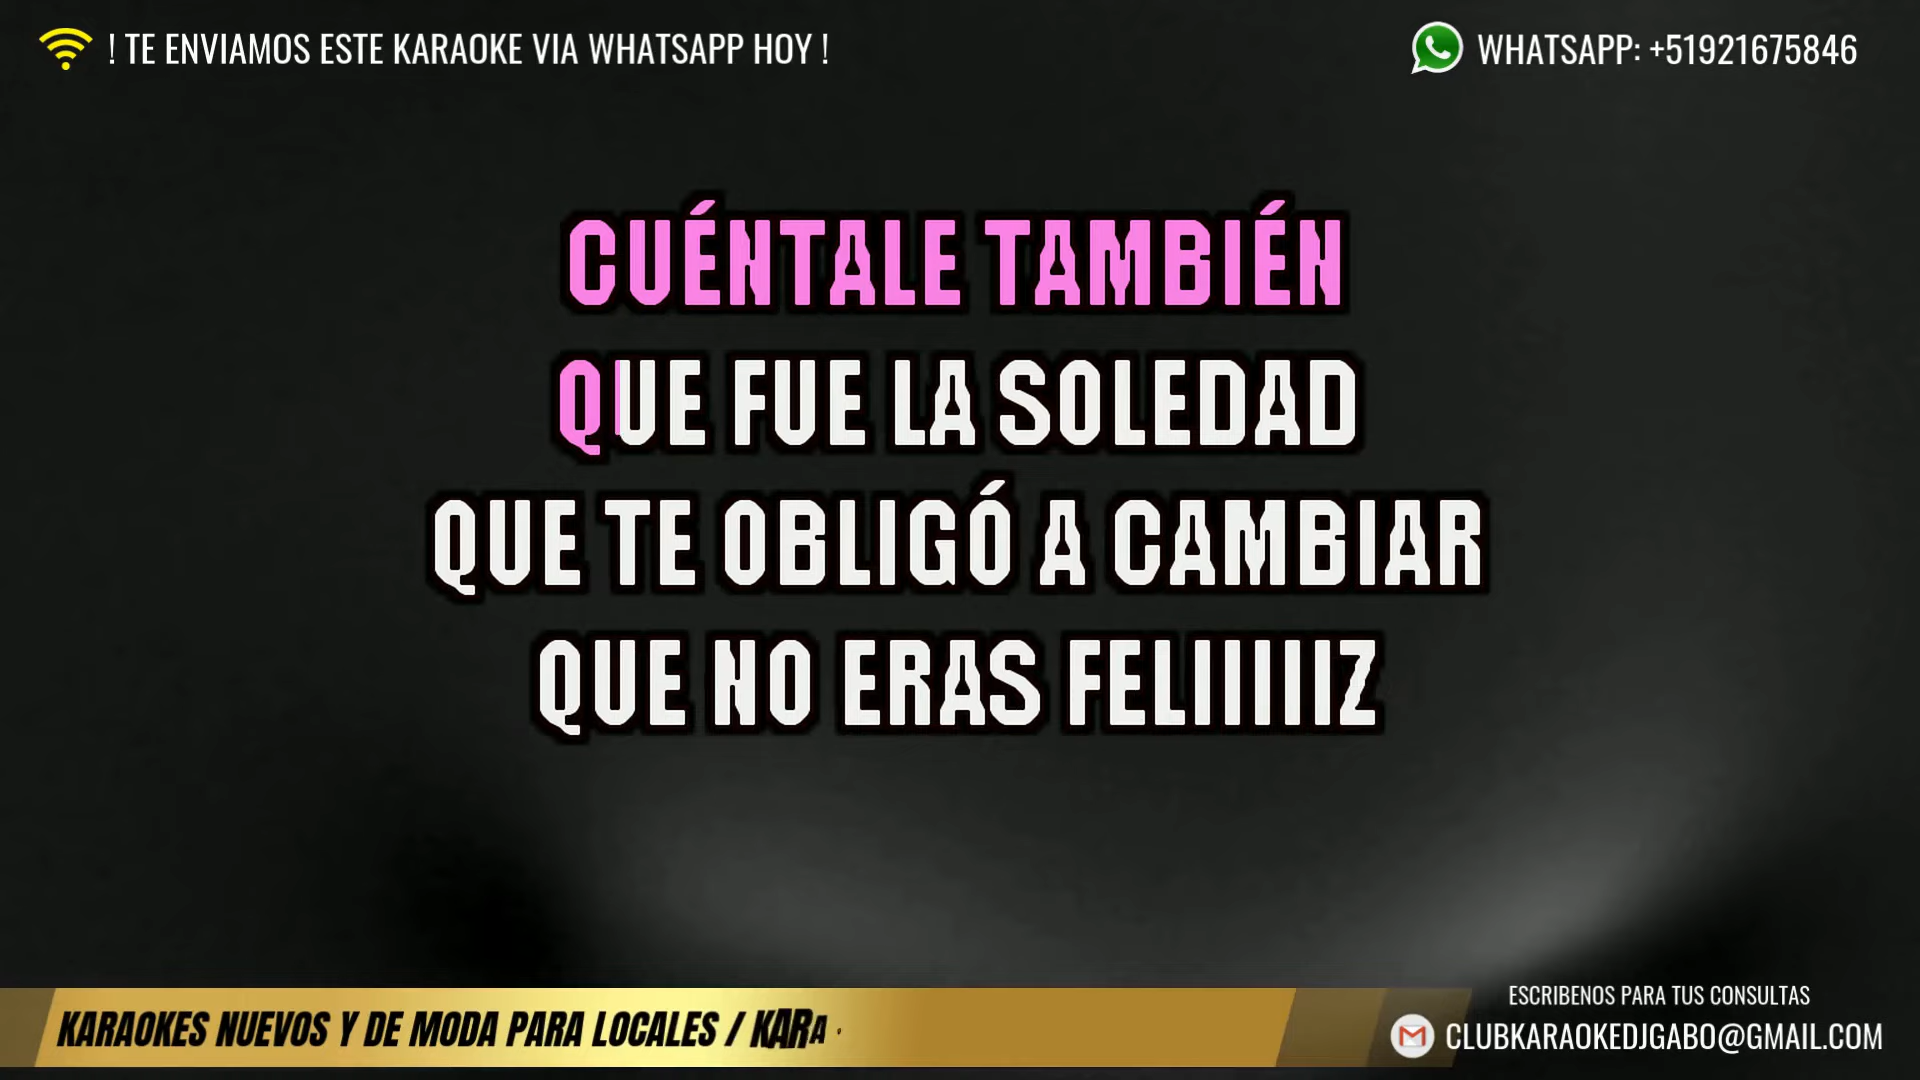 ! TE ENVIAMOS ESTE KARAOKE VIA WHATSAPP HOY !
WHATSAPP: +51921675846
CUÉNTALE TAMBIÉN
QUE FUE LA SOLEDAD
QUE TE OBLIGÓ A CAMBIAR
QUE NO ERAS FELIIIIIZ
KARAOKES NUEVOS Y DE MODA PARA LOCALES / KARA
ESCRIBENOS PARA TUS CONSULTAS
CLUBKARAOKEDJGABO@GMAIL.COM